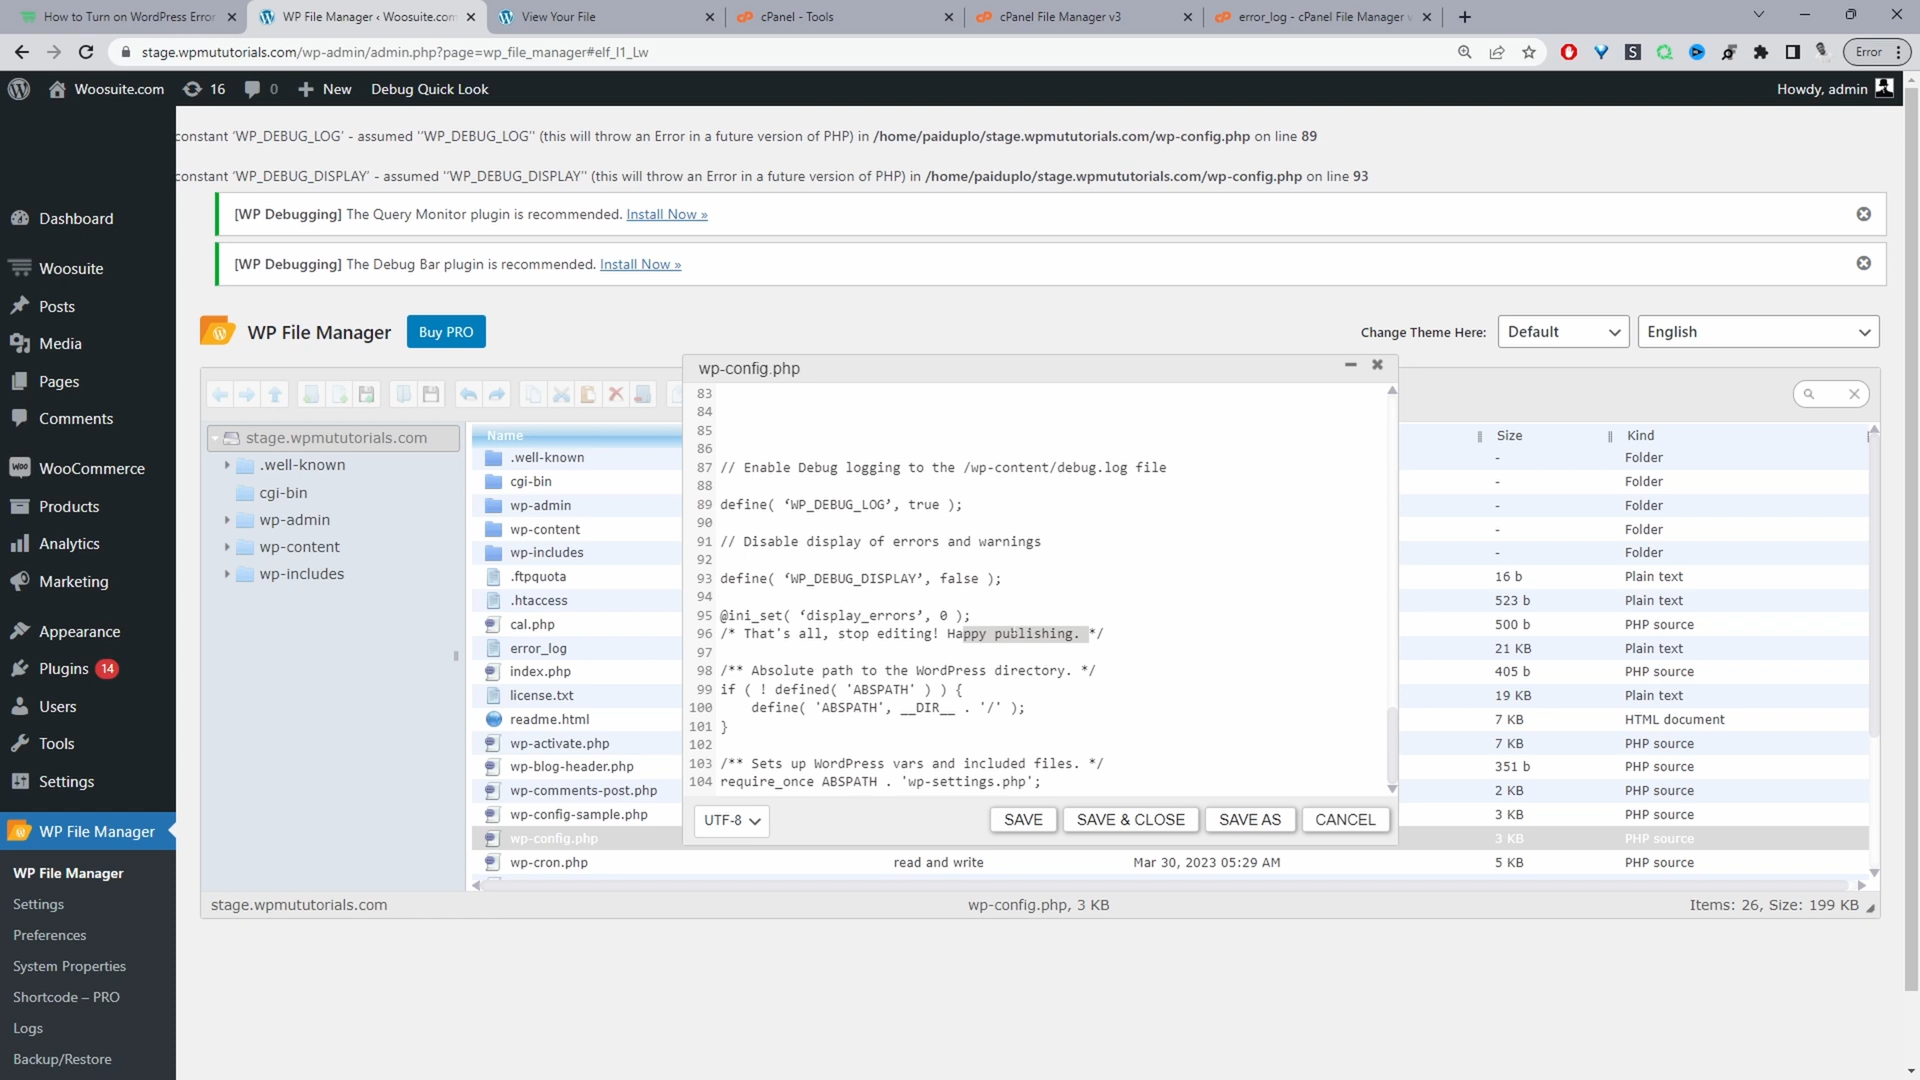 How to Turn on WordPress Error
WP File Manager ‹ Woosuite.com
View Your File
cPanel - Tools
cPanel File Manager v3
error_log - cPanel File Manager v
stage.wpmututorials.com/wp-admin/admin.php?page=wp_file_manager#elf_l1_Lw
Error
Woosuite.com
16
0
New
Debug Quick Look
Howdy, admin
constant ‘WP_DEBUG_LOG’ - assumed '‘WP_DEBUG_LOG’' (this will throw an Error in a future version of PHP) in /home/paiduplo/stage.wpmututorials.com/wp-config.php on line 89
constant ‘WP_DEBUG_DISPLAY’ - assumed '‘WP_DEBUG_DISPLAY’' (this will throw an Error in a future version of PHP) in /home/paiduplo/stage.wpmututorials.com/wp-config.php on line 93
[WP Debugging] The Query Monitor plugin is recommended. Install Now »
[WP Debugging] The Debug Bar plugin is recommended. Install Now »
Dashboard
Woosuite
Posts
Media
Pages
Comments
WooCommerce
Products
Analytics
Marketing
Appearance
Plugins 14
Users
Tools
Settings
WP File Manager
WP File Manager
Settings
Preferences
System Properties
Shortcode – PRO
Logs
Backup/Restore
WP File Manager
Buy PRO
Change Theme Here:
Default
English
stage.wpmututorials.com
.well-known
cgi-bin
wp-admin
wp-content
wp-includes
Name
Size
Kind
.well-known - Folder
cgi-bin - Folder
wp-admin - Folder
wp-content - Folder
wp-includes - Folder
.ftpquota 16 b Plain text
.htaccess 523 b Plain text
cal.php 500 b PHP source
error_log 21 KB Plain text
index.php 405 b PHP source
license.txt 19 KB Plain text
readme.html 7 KB HTML document
wp-activate.php 7 KB PHP source
wp-blog-header.php 351 b PHP source
wp-comments-post.php 2 KB PHP source
wp-config-sample.php 3 KB PHP source
wp-config.php 3 KB PHP source
wp-cron.php read and write Mar 30, 2023 05:29 AM 5 KB PHP source
wp-config.php
83
84
85
86
87 // Enable Debug logging to the /wp-content/debug.log file
88
89 define( ‘WP_DEBUG_LOG’, true );
90
91 // Disable display of errors and warnings
92
93 define( ‘WP_DEBUG_DISPLAY’, false );
94
95 @ini_set( ‘display_errors’, 0 );
96 /* That's all, stop editing! Happy publishing. */
97
98 /** Absolute path to the WordPress directory. */
99 if ( ! defined( 'ABSPATH' ) ) {
100 define( 'ABSPATH', __DIR__ . '/' );
101 }
102
103 /** Sets up WordPress vars and included files. */
104 require_once ABSPATH . 'wp-settings.php';
UTF-8
SAVE
SAVE & CLOSE
SAVE AS
CANCEL
stage.wpmututorials.com
wp-config.php, 3 KB
Items: 26, Size: 199 KB